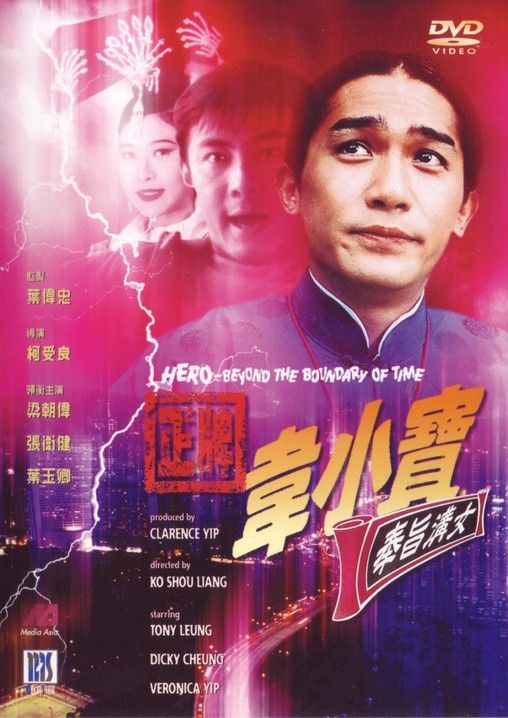 DVD
VIDEO
監製
葉偉忠
導演
柯受良
領銜主演
梁朝偉
張衛健
葉玉卿
HERO-BEYOND THE BOUNDARY OF TIME
正牌
韋小寶
奉旨溝女
produced by
CLARENCE YIP
directed by
KO SHOU LIANG
starring
TONY LEUNG
DICKY CHEUNG
VERONICA YIP
Media Asia